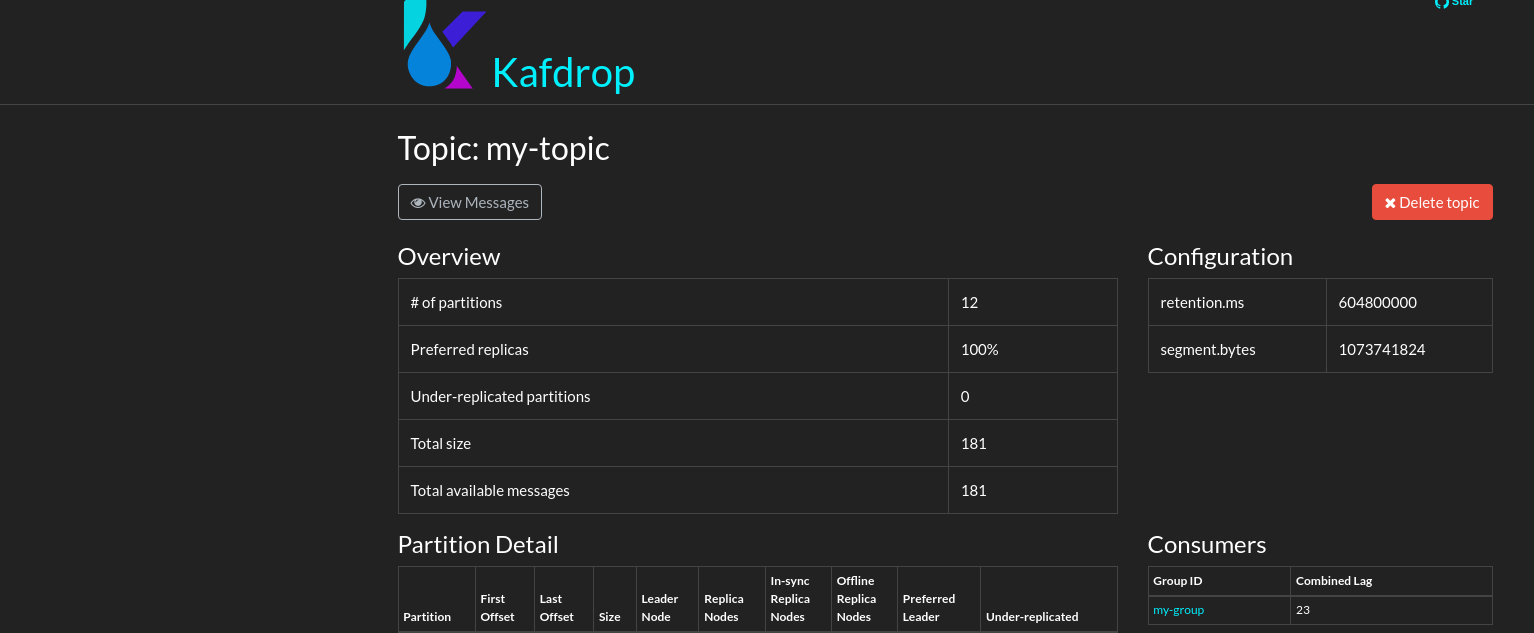 Star
Kafdrop
Topic: my-topic
View Messages
Delete topic
Overview
# of partitions 12
Preferred replicas 100%
Under-replicated partitions 0
Total size 181
Total available messages 181
Configuration
retention.ms 604800000
segment.bytes 1073741824
Partition Detail
Partition First Offset Last Offset Size Leader Node Replica Nodes In-sync Replica Nodes Offline Replica Nodes Preferred Leader Under-replicated
Consumers
Group ID Combined Lag
my-group 23